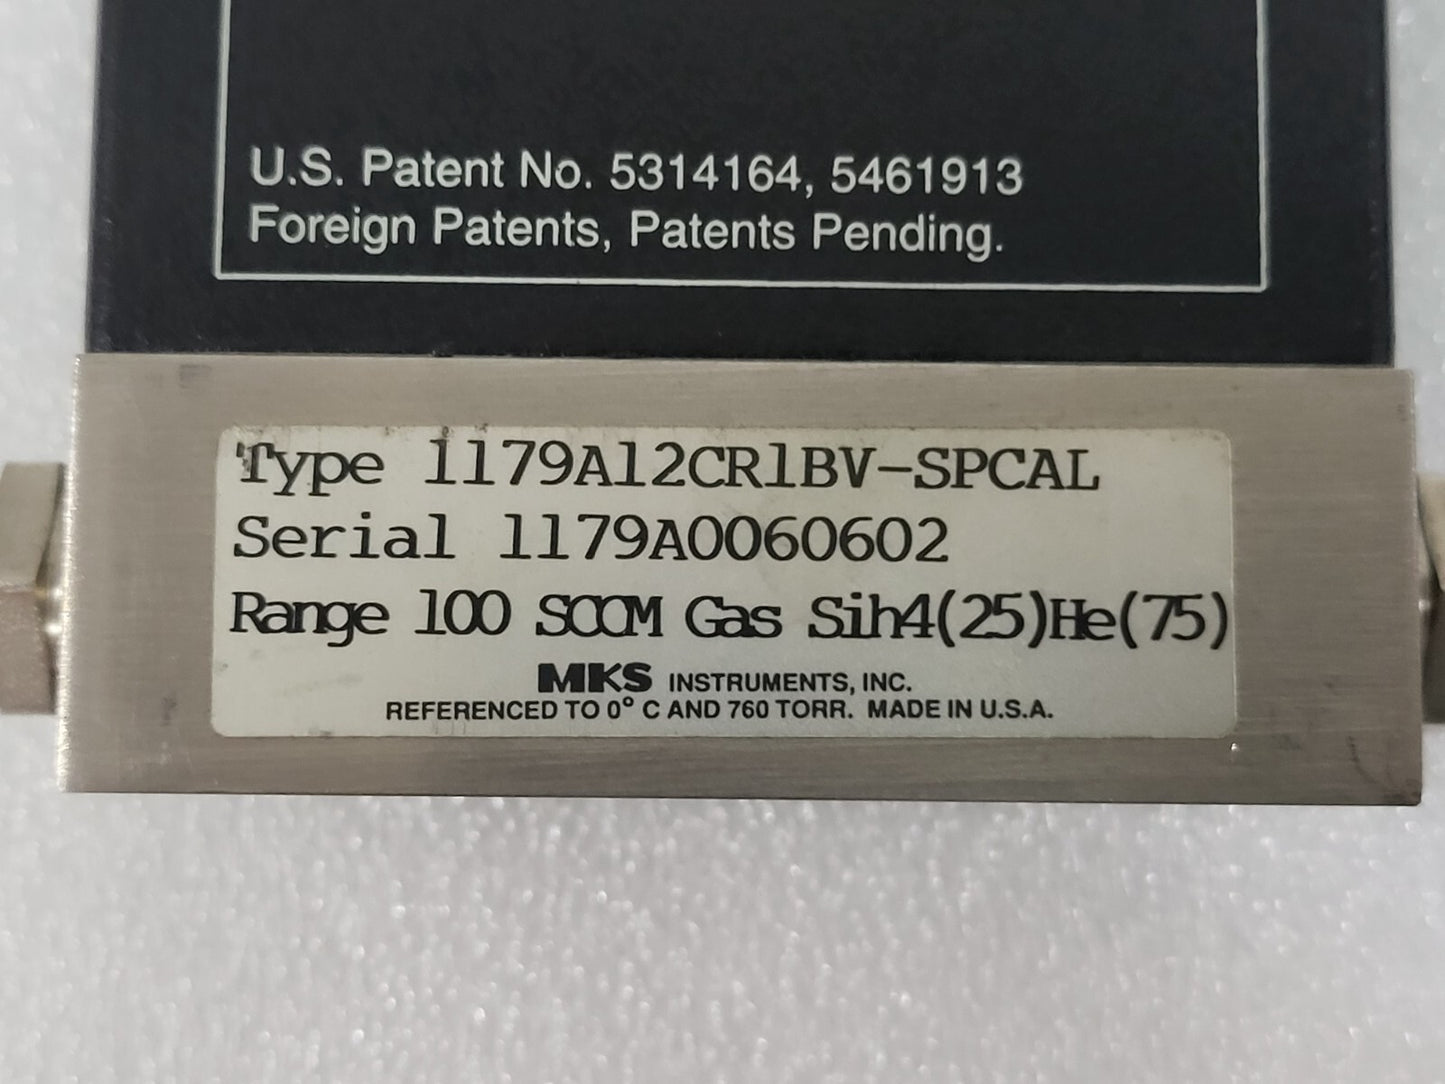 U.S. Patent No. 5314164, 5461913
Foreign Patents, Patents Pending.
Type 1179A12CR1BV-SPCAL
Serial 1179A0060602
Range 100 SCCM Gas Sih4(25)He(75)
MKS INSTRUMENTS, INC.
REFERENCED TO 0° C AND 760 TORR. MADE IN U.S.A.